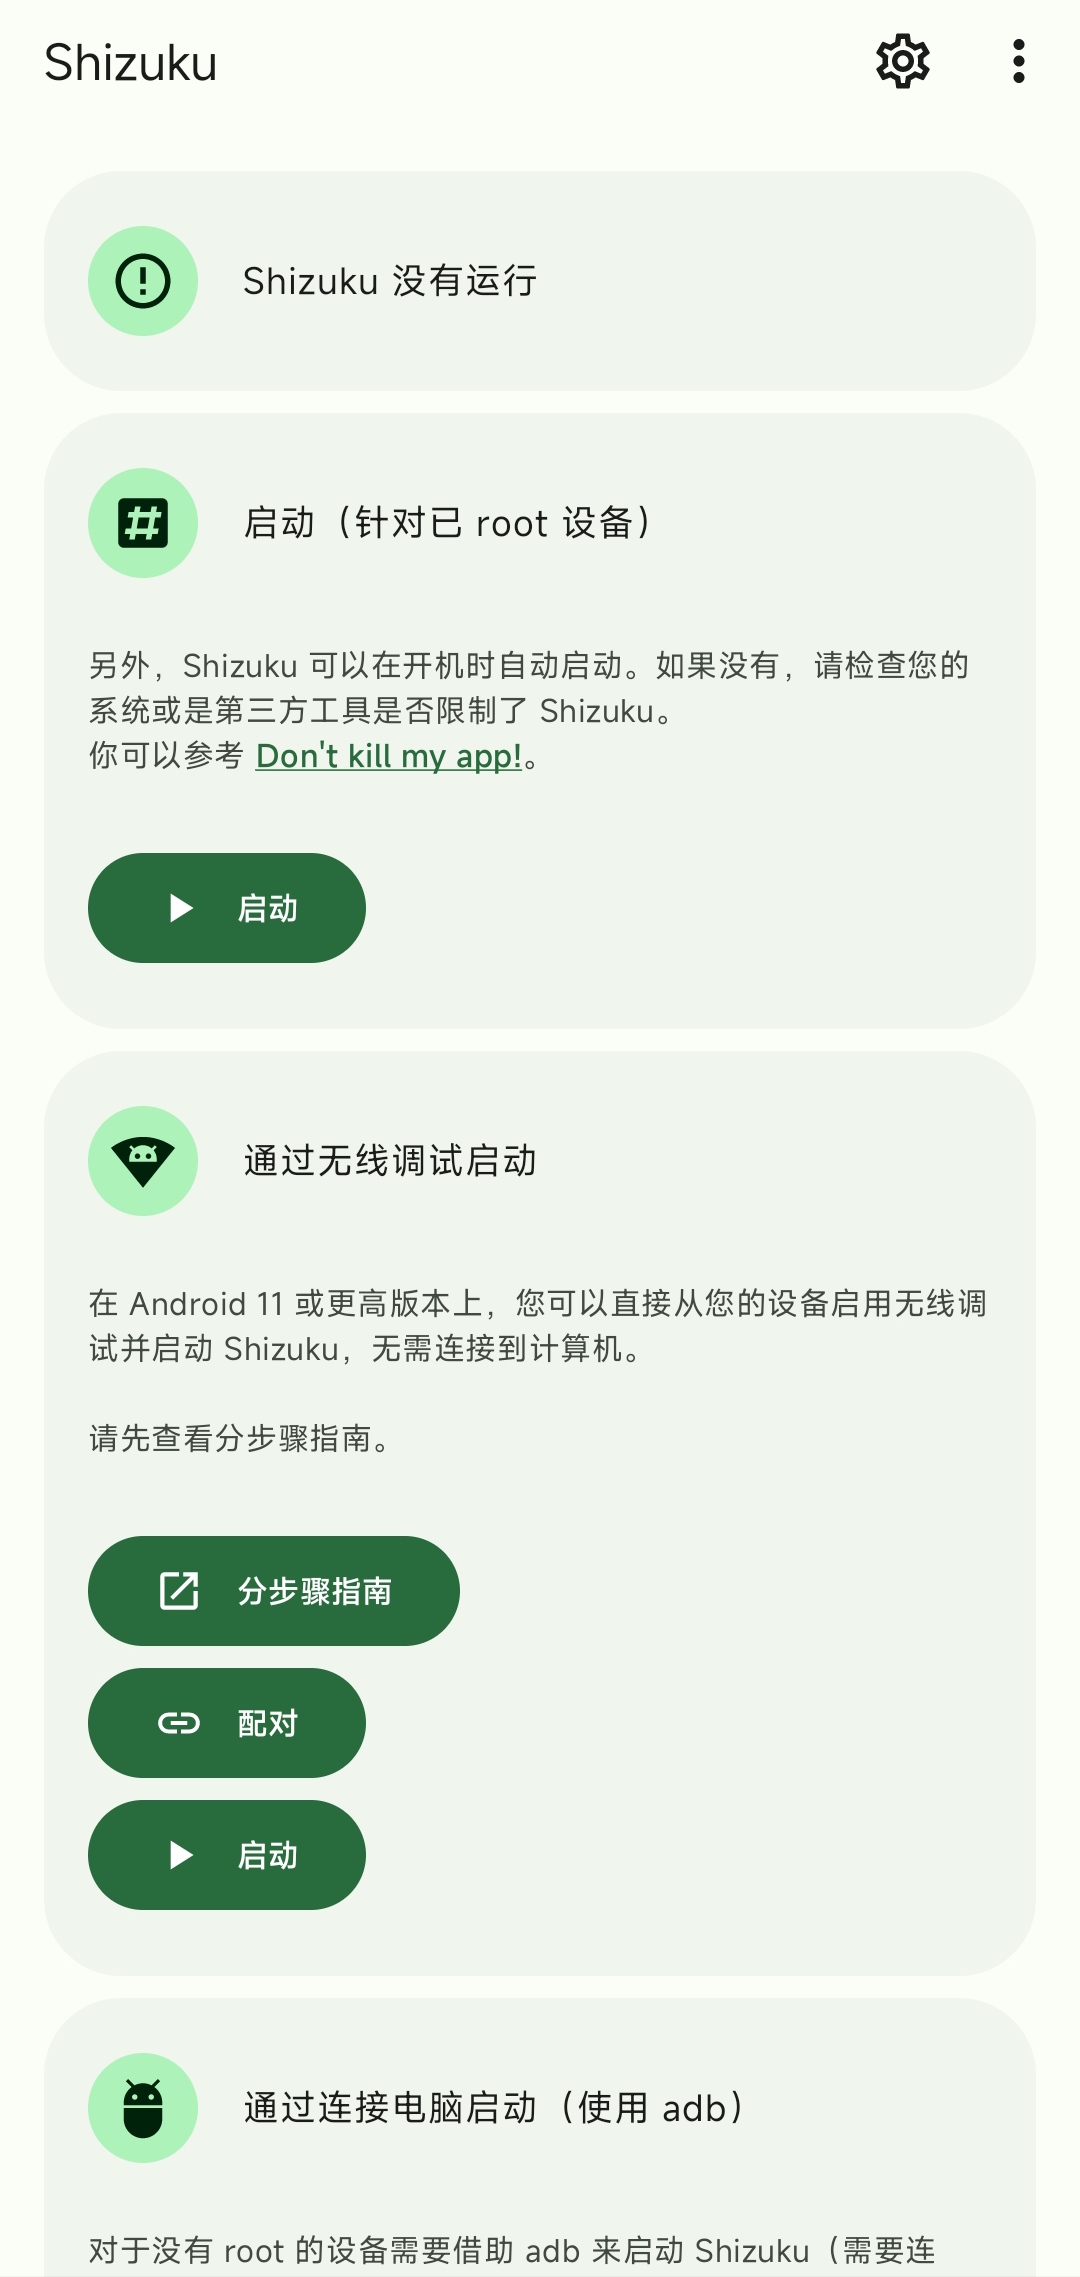 Shizuku
Shizuku 没有运行
启动（针对已 root 设备）
另外，Shizuku 可以在开机时自动启动。如果没有，请检查您的
系统或是第三方工具是否限制了 Shizuku。
你可以参考 Don't kill my app!。
启动
通过无线调试启动
在 Android 11 或更高版本上，您可以直接从您的设备启用无线调
试并启动 Shizuku，无需连接到计算机。
请先查看分步骤指南。
分步骤指南
配对
启动
通过连接电脑启动（使用 adb）
对于没有 root 的设备需要借助 adb 来启动 Shizuku（需要连